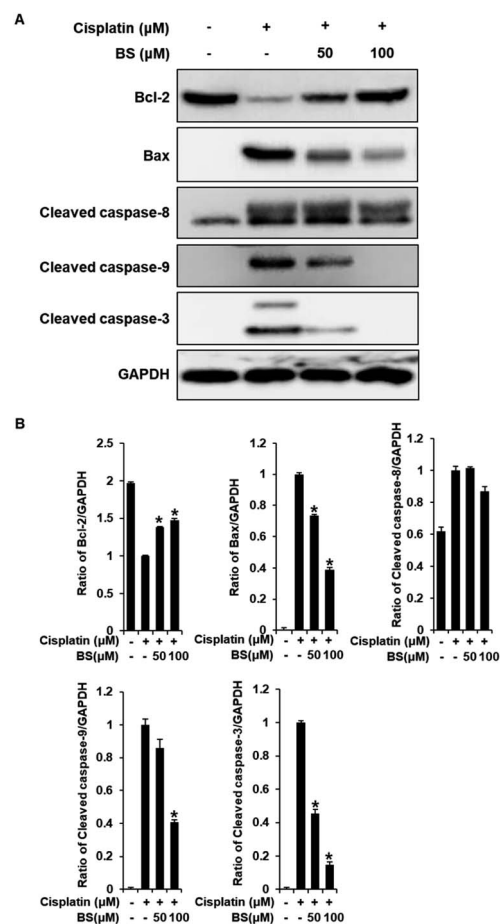 A
Cisplatin (μM) - + + +
BS (μM) - - 50 100
Bcl-2
Bax
Cleaved caspase-8
Cleaved caspase-9
Cleaved caspase-3
GAPDH
B
Ratio of Bcl-2/GAPDH
2.5
2
1.5
1
0.5
0
* *
Cisplatin (μM) - + + +
BS(μM) - - 50 100
Ratio of Bax/GAPDH
1.2
1
0.8
0.6
0.4
0.2
0
* *
Cisplatin (μM) - + + +
BS(μM) - - 50 100
Ratio of Cleaved caspase-8/GAPDH
1.2
1
0.8
0.6
0.4
0.2
0
Cisplatin (μM) - + + +
BS(μM) - - 50 100
Ratio of Cleaved caspase-9/GAPDH
1.2
1
0.8
0.6
0.4
0.2
0
*
Cisplatin (μM) - + + +
BS(μM) - - 50 100
Ratio of Cleaved caspase-3/GAPDH
1.2
1
0.8
0.6
0.4
0.2
0
* *
Cisplatin (μM) - + + +
BS(μM) - - 50 100